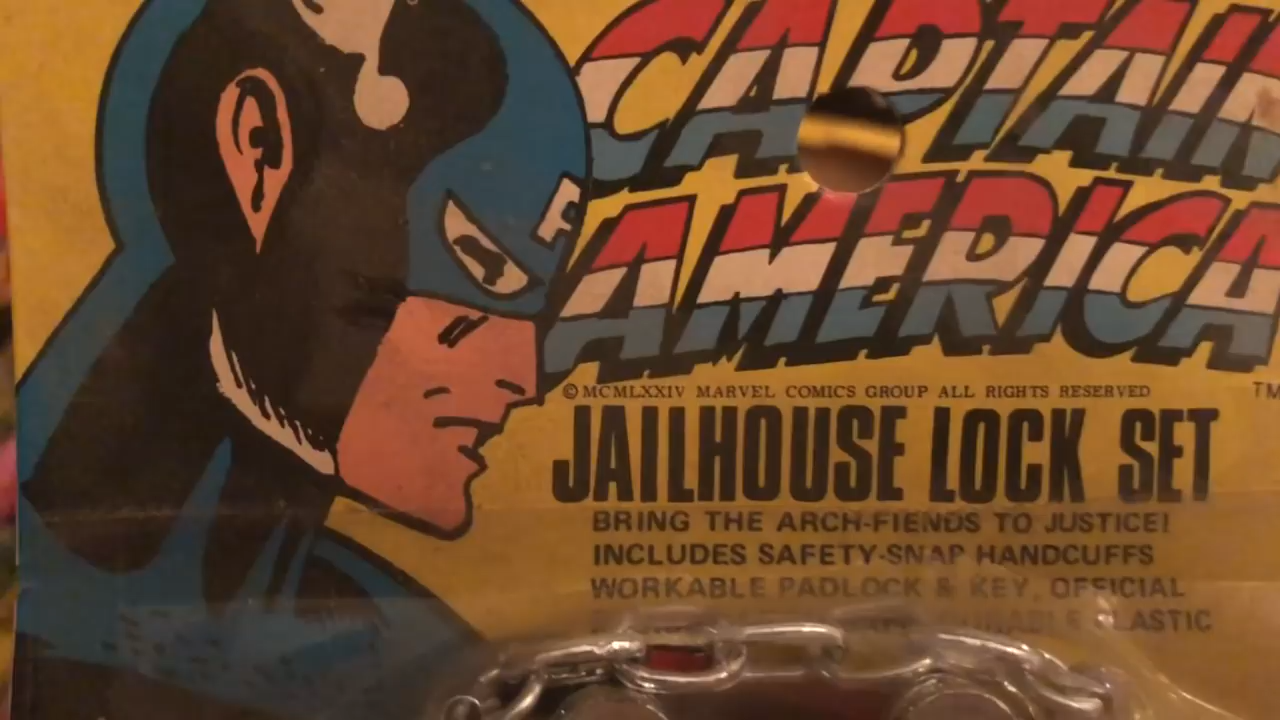 CAPTAIN
AMERICA
© MCMLXXIV MARVEL COMICS GROUP ALL RIGHTS RESERVED TM
JAILHOUSE LOCK SET
BRING THE ARCH-FIENDS TO JUSTICE!
INCLUDES SAFETY-SNAP HANDCUFFS
WORKABLE PADLOCK & KEY, OFFICIAL
PLASTIC